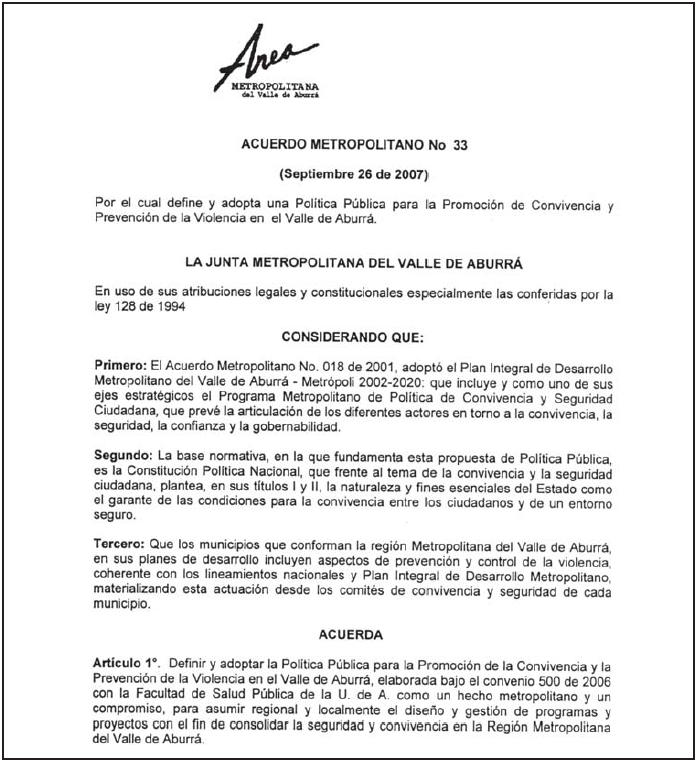 Area
METROPOLITANA
del Valle de Aburrá
ACUERDO METROPOLITANO No 33
(Septiembre 26 de 2007)
Por el cual define y adopta una Política Pública para la Promoción de Convivencia y
Prevención de la Violencia en el Valle de Aburrá.
LA JUNTA METROPOLITANA DEL VALLE DE ABURRÁ
En uso de sus atribuciones legales y constitucionales especialmente las conferidas por la
ley 128 de 1994
CONSIDERANDO QUE:
Primero: El Acuerdo Metropolitano No. 018 de 2001, adoptó el Plan Integral de Desarrollo
Metropolitano del Valle de Aburrá - Metrópoli 2002-2020: que incluye y como uno de sus
ejes estratégicos el Programa Metropolitano de Política de Convivencia y Seguridad
Ciudadana, que prevé la articulación de los diferentes actores en torno a la convivencia, la
seguridad, la confianza y la gobernabilidad.
Segundo: La base normativa, en la que fundamenta esta propuesta de Política Pública,
es la Constitución Política Nacional, que frente al tema de la convivencia y la seguridad
ciudadana, plantea, en sus títulos I y II, la naturaleza y fines esenciales del Estado como
el garante de las condiciones para la convivencia entre los ciudadanos y de un entorno
seguro.
Tercero: Que los municipios que conforman la región Metropolitana del Valle de Aburrá,
en sus planes de desarrollo incluyen aspectos de prevención y control de la violencia,
coherente con los lineamientos nacionales y Plan Integral de Desarrollo Metropolitano,
materializando esta actuación desde los comités de convivencia y seguridad de cada
municipio.
ACUERDA
Artículo 1°. Definir y adoptar la Política Pública para la Promoción de la Convivencia y la
Prevención de la Violencia en el Valle de Aburrá, elaborada bajo el convenio 500 de 2006
con la Facultad de Salud Pública de la U. de A. como un hecho metropolitano y un
compromiso, para asumir regional y localmente el diseño y gestión de programas y
proyectos con el fin de consolidar la seguridad y convivencia en la Región Metropolitana
del Valle de Aburrá.